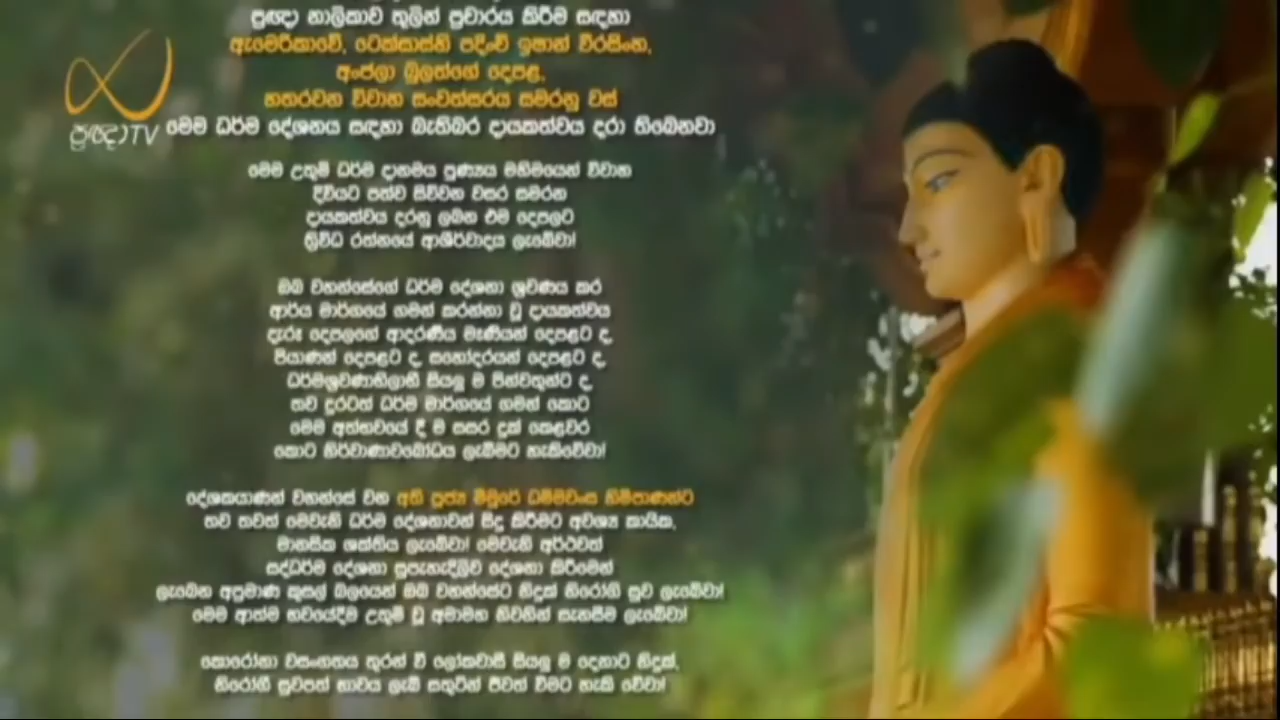 ප්‍රඥා නාලිකාව තුලින් ප්‍රචාරය කිරීම සඳහා
ඇමෙරිකාවේ, ටෙක්සාස්හි පදිංචි ඉෂාන් වීරසිංහ,
අංජලා බුලත්ගේ දෙපළ,
හතරවන විවාහ සංවත්සරය සමරනු වස්
මෙම ධර්ම දේශනය සඳහා බැතිබර දායකත්වය දරා තිබෙනවා
ප්‍රඥාTV
මෙම උතුම් ධර්ම දානමය පුණ්‍යය මහිමයෙන් විවාහ
දිවියට පත්ව සිව්වන වසර සමරන
දායකත්වය දරනු ලබන එම දෙපලට
ත්‍රිවිධ රත්නයේ ආශිර්වාදය ලැබේවා!
ඔබ වහන්සේගේ ධර්ම දේශනා ශ්‍රවණය කර
ආර්ය මාර්ගයේ ගමන් කරන්නා වූ දායකත්වය
දැරූ දෙපලගේ ආදරණීය මෑණියන් දෙපළට ද,
පියාණන් දෙපළට ද, සහෝදරයන් දෙපළට ද,
ධර්මශ්‍රවණාභිලාෂී සියලු ම පින්වතුන්ට ද,
තව දුරටත් ධර්ම මාර්ගයේ ගමන් කොට
මෙම අත්භවයේ දී ම සසර දුක් කෙළවර
කොට නිර්වාණාවබෝධය ලැබීමට හැකිවේවා!
දේශකයාණන් වහන්සේ වන අති පූජ්‍ය මීමුරේ ධම්මවංස හිමිපාණන්ට
තව තවත් මෙවැනි ධර්ම දේශනාවන් සිදු කිරීමට අවශ්‍ය කායික,
මානසික ශක්තිය ලැබේවා! මෙවැනි අර්ථවත්
සද්ධර්ම දේශනා සුපැහැදිලිව දේශනා කිරීමෙන්
ලැබෙන අප්‍රමාණ කුසල් බලයෙන් ඔබ වහන්සේට නිදුක් නිරෝගි සුව ලැබේවා!
මෙම ආත්ම භවයේදීම උතුම් වූ අමාමහ නිවනින් සැනසීම ලැබේවා!
කොරෝනා වසංගතය තුරන් වී ලෝකවාසී සියලු ම දෙනාට නිදුක්,
නිරෝගී සුවපත් භාවය ලැබී සතුටින් ජීවත් වීමට හැකි වේවා!